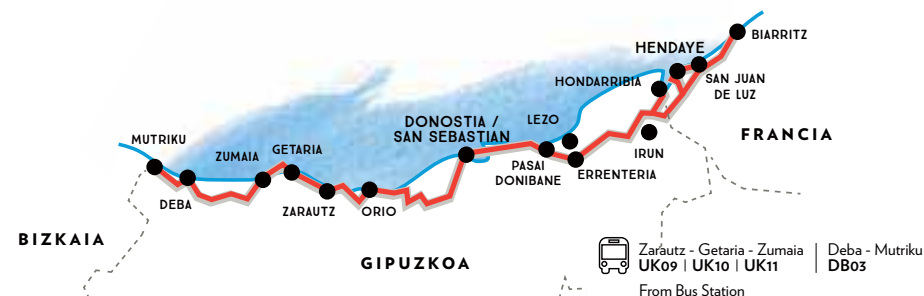 BIARRITZ
HENDAYE
HONDARRIBIA
SAN JUAN
DE LUZ
DONOSTIA /
SAN SEBASTIAN
LEZO
MUTRIKU
ZUMAIA
GETARIA
FRANCIA
IRUN
PASAI
DONIBANE
ERRENTERIA
DEBA
ZARAUTZ
ORIO
BIZKAIA
GIPUZKOA
Zarautz - Getaria - Zumaia | Deba - Mutriku
UK09 | UK10 | UK11 DB03
From Bus Station